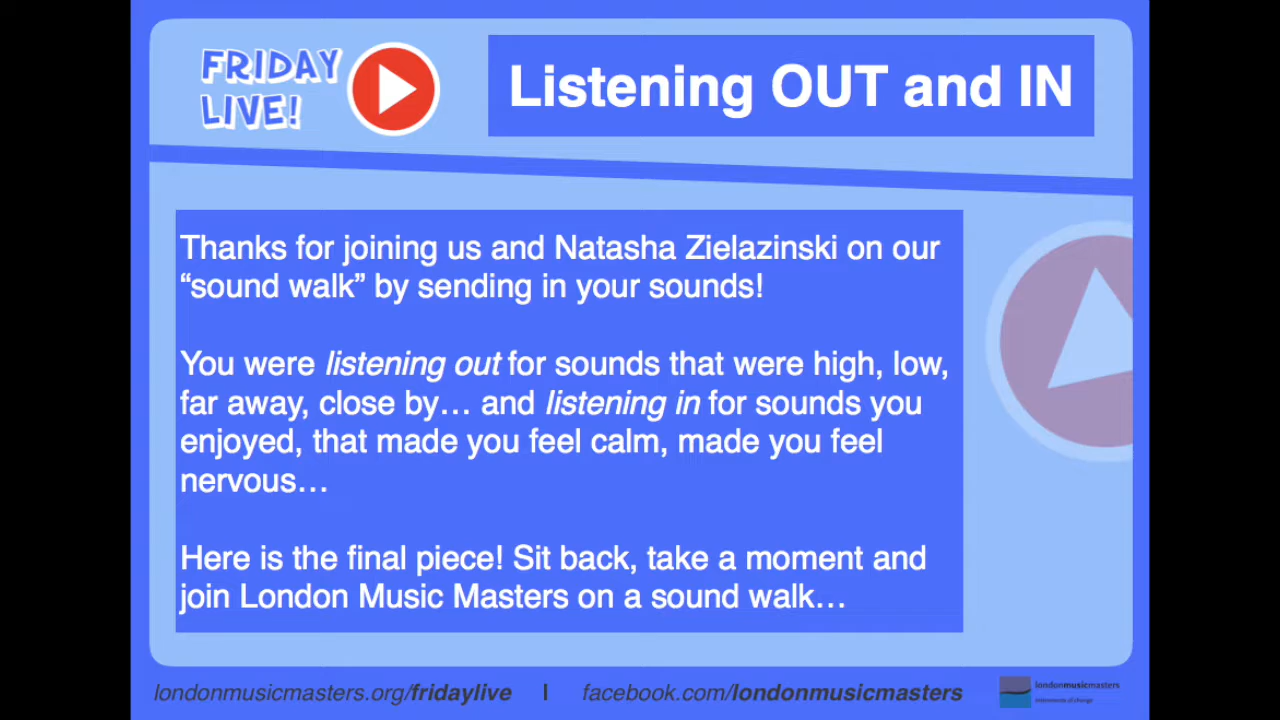 FRIDAY
LIVE!
Listening OUT and IN
Thanks for joining us and Natasha Zielazinski on our
“sound walk” by sending in your sounds!
You were listening out for sounds that were high, low,
far away, close by… and listening in for sounds you
enjoyed, that made you feel calm, made you feel
nervous…
Here is the final piece! Sit back, take a moment and
join London Music Masters on a sound walk…
londonmusicmasters.org/fridaylive | facebook.com/londonmusicmasters
londonmusicmasters
instruments of change